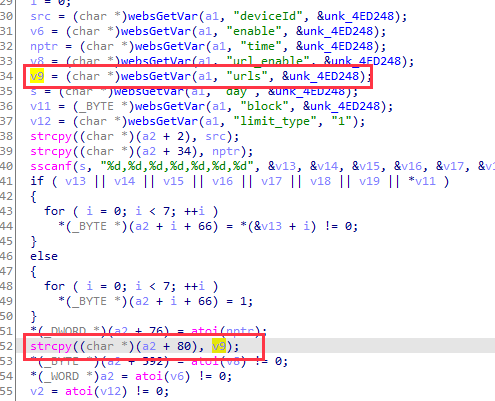 29 i = 0;
30 src = (char *)websGetVar(a1, "deviceId", &unk_4ED248);
31 v6 = (char *)websGetVar(a1, "enable", &unk_4ED248);
32 nptr = (char *)websGetVar(a1, "time", &unk_4ED248);
33 v8 = (char *)websGetVar(a1, "url_enable", &unk_4ED248);
34 v9 = (char *)websGetVar(a1, "urls", &unk_4ED248);
35 s = (char *)websGetVar(a1, "day", &unk_4ED248);
36 v11 = (_BYTE *)websGetVar(a1, "block", &unk_4ED248);
37 v12 = (char *)websGetVar(a1, "limit_type", "1");
38 strcpy((char *)(a2 + 2), src);
39 strcpy((char *)(a2 + 34), nptr);
40 sscanf(s, "%d,%d,%d,%d,%d,%d,%d", &v13, &v14, &v15, &v16, &v17, &v
41 if ( v13 || v14 || v15 || v16 || v17 || v18 || v19 || *v11 )
42 {
43 for ( i = 0; i < 7; ++i )
44 *(_BYTE *)(a2 + i + 66) = *(&v13 + i) != 0;
45 }
46 else
47 {
48 for ( i = 0; i < 7; ++i )
49 *(_BYTE *)(a2 + i + 66) = 1;
50 }
51 *(_DWORD *)(a2 + 76) = atoi(nptr);
52 strcpy((char *)(a2 + 80), v9);
53 *(_BYTE *)(a2 + 592) = atoi(v8) != 0;
54 *(_WORD *)a2 = atoi(v6) != 0;
55 v2 = atoi(v12) != 0;